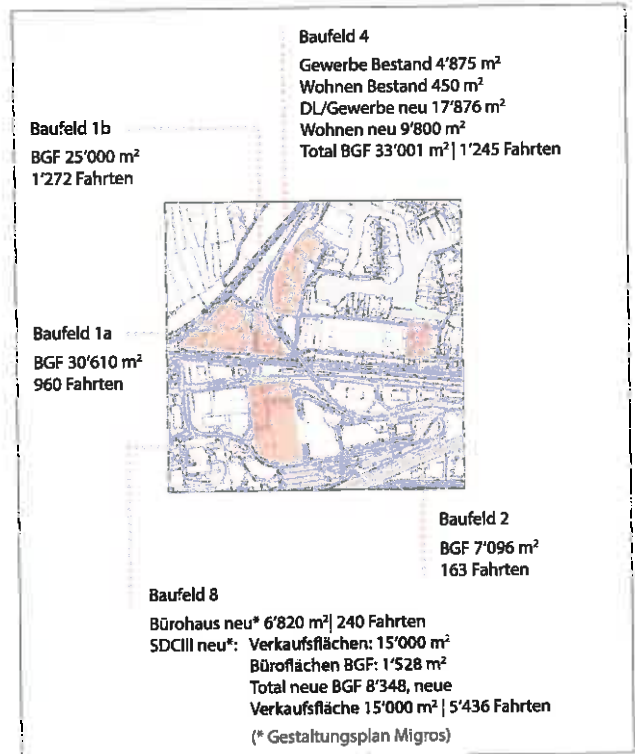 Baufeld 4
Gewerbe Bestand 4'875 m²
Wohnen Bestand 450 m²
DL/Gewerbe neu 17'876 m²
Wohnen neu 9'800 m²
Total BGF 33'001 m² | 1'245 Fahrten
Baufeld 1b
BGF 25'000 m²
1'272 Fahrten
Baufeld 1a
BGF 30'610 m²
960 Fahrten
Baufeld 2
BGF 7'096 m²
163 Fahrten
Baufeld 8
Bürohaus neu* 6'820 m²| 240 Fahrten
SDCIII neu*: Verkaufsflächen: 15'000 m²
Büroflächen BGF: 1'528 m²
Total neue BGF 8'348, neue
Verkaufsfläche 15'000 m² | 5'436 Fahrten
(* Gestaltungsplan Migros)